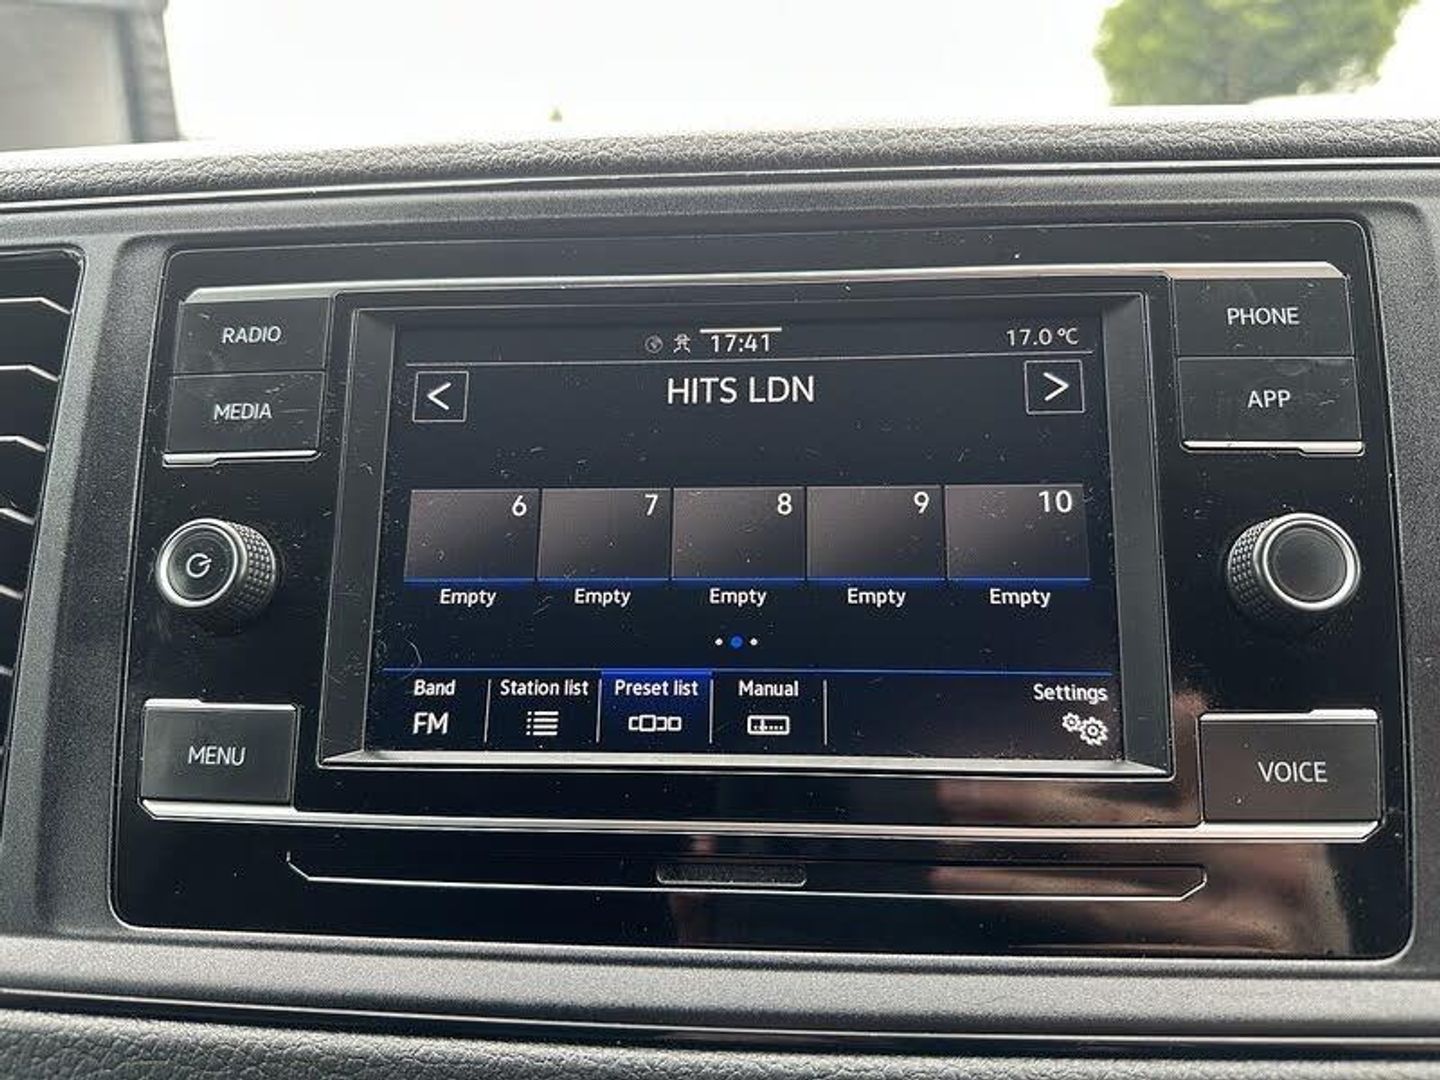 RADIO
MEDIA
MENU
17:41
17.0 °C
<
HITS LDN
>
6
7
8
9
10
Empty
Empty
Empty
Empty
Empty
Band
Station list
Preset list
Manual
Settings
FM
PHONE
APP
VOICE